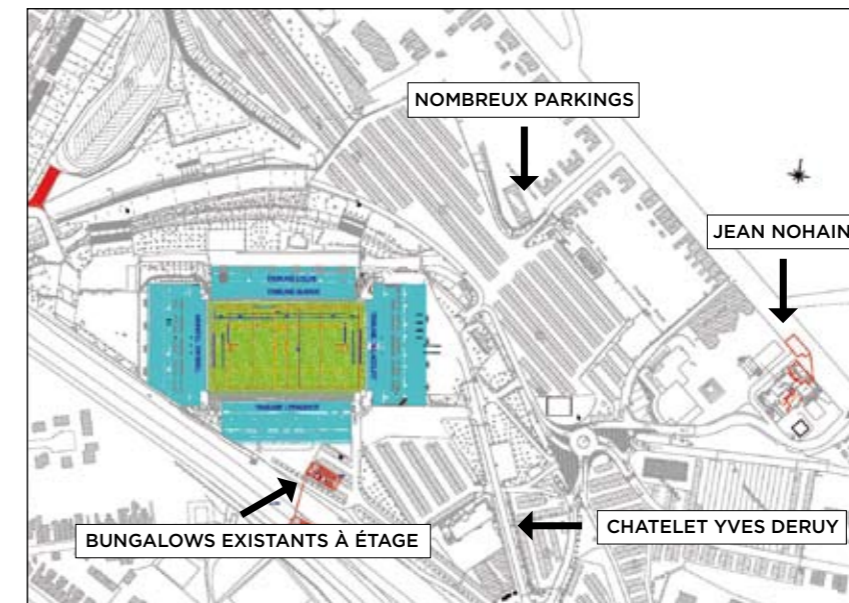 NOMBREUX PARKINGS
JEAN NOHAIN
BUNGALOWS EXISTANTS À ÉTAGE
CHATELET YVES DERUY